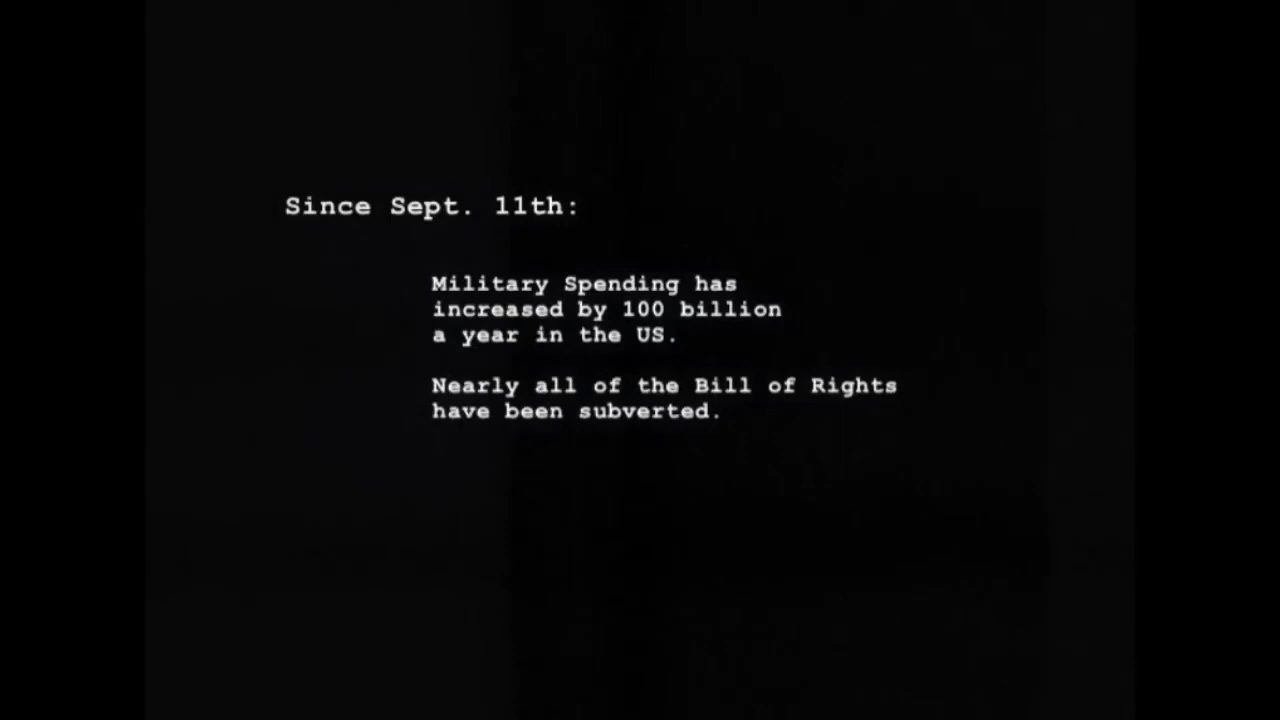 Since Sept. 11th:
Military Spending has
increased by 100 billion
a year in the US.
Nearly all of the Bill of Rights
have been subverted.